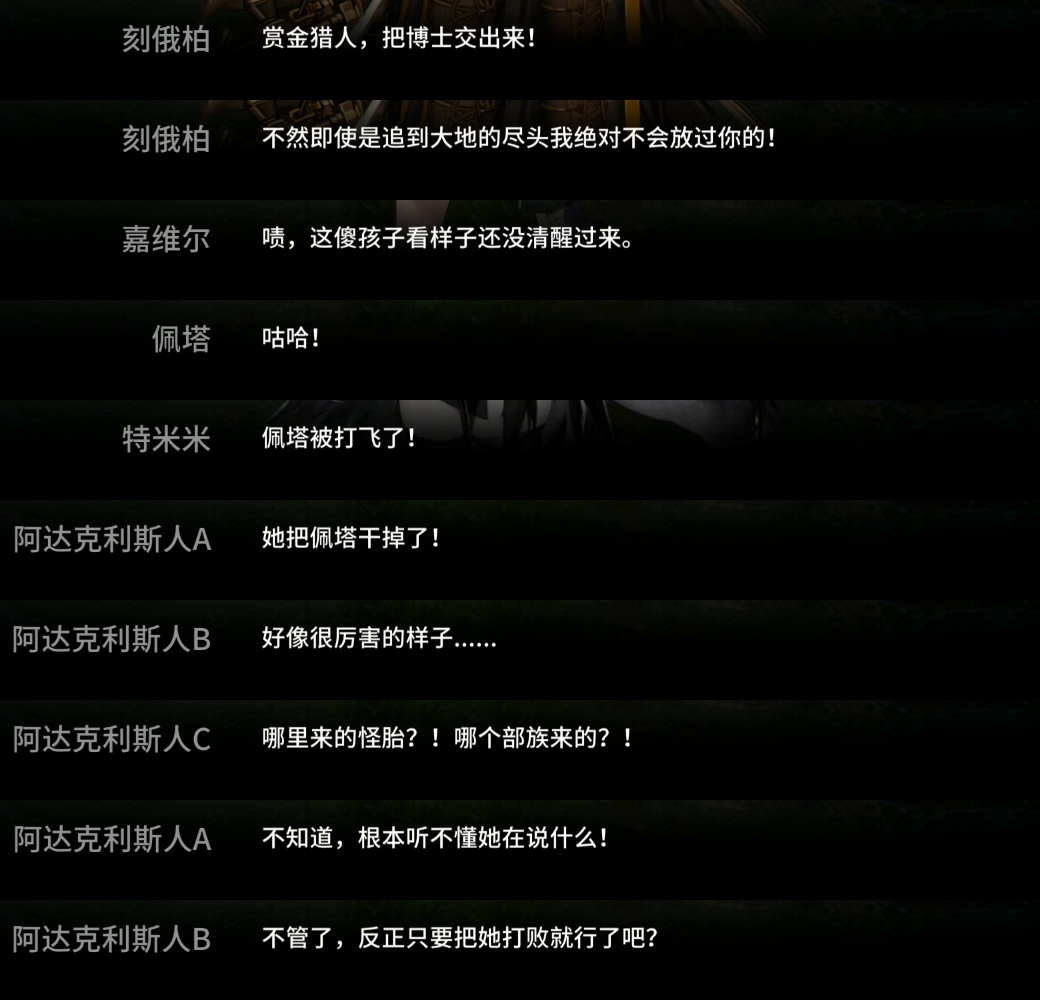 刻俄柏 赏金猎人，把博士交出来！
刻俄柏 不然即使是追到大地的尽头我绝对不会放过你的！
嘉维尔 啧，这傻孩子看样子还没清醒过来。
佩塔 咕哈！
特米米 佩塔被打飞了！
阿达克利斯人A 她把佩塔干掉了！
阿达克利斯人B 好像很厉害的样子......
阿达克利斯人C 哪里来的怪胎？！哪个部族来的？！
阿达克利斯人A 不知道，根本听不懂她在说什么！
阿达克利斯人B 不管了，反正只要把她打败就行了吧？